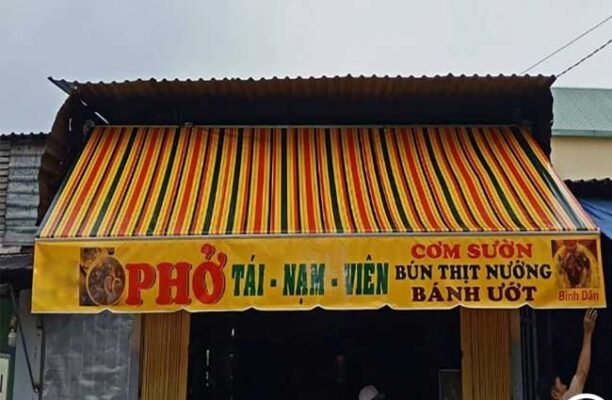 PHỞ TÁI - NẠM - VIÊN
CƠM SƯỜN
BÚN THỊT NƯỚNG
BÁNH ƯỚT
Bình Dân